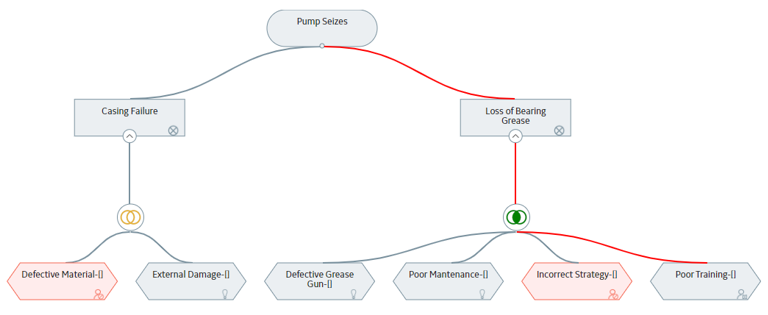 Pump Seizes
Casing Failure
Loss of Bearing
Grease
Defective Material-[]
External Damage-[]
Defective Grease
Gun-[]
Poor Mantenance-[]
Incorrect Strategy-[]
Poor Training-[]